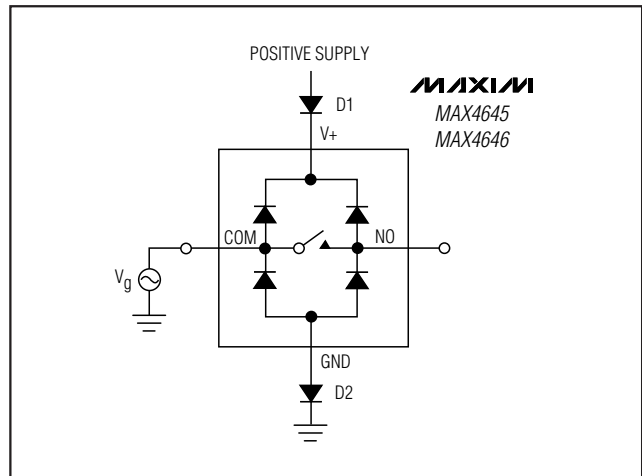 POSITIVE SUPPLY
MAXIM
D1
MAX4645
V+
MAX4646
COM
NO
Vg
GND
D2